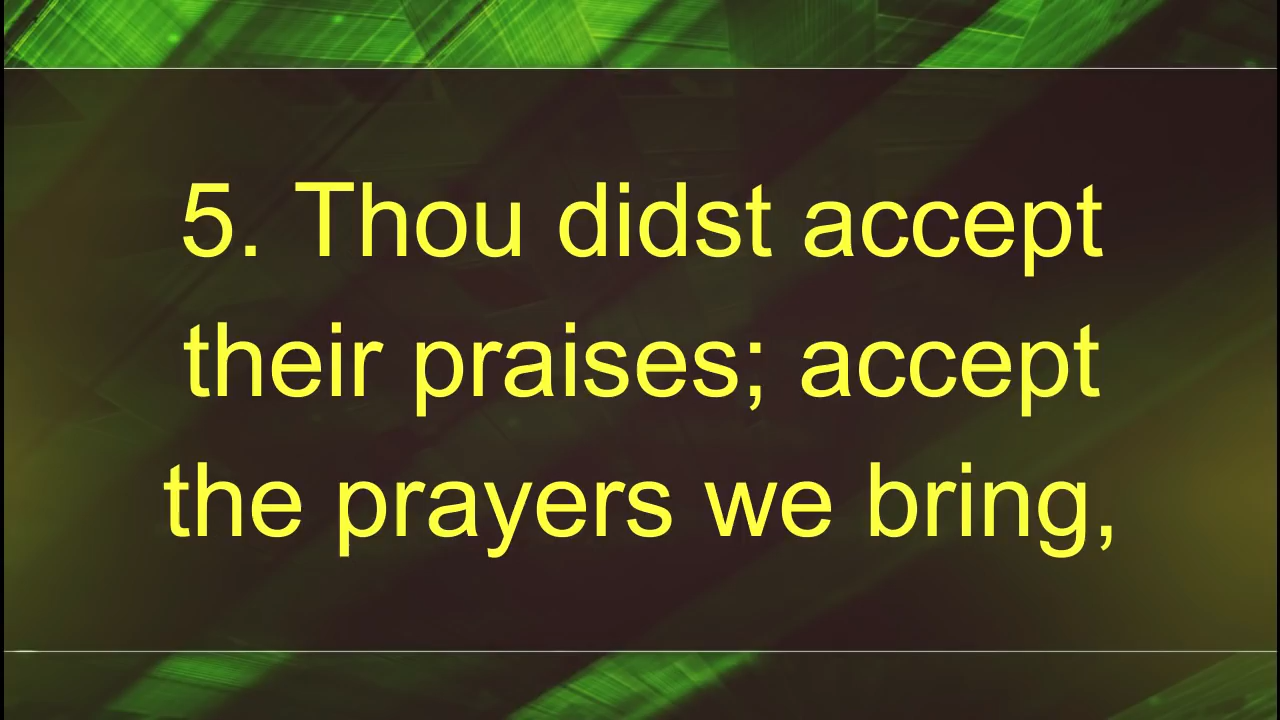 5. Thou didst accept
their praises; accept
the prayers we bring,